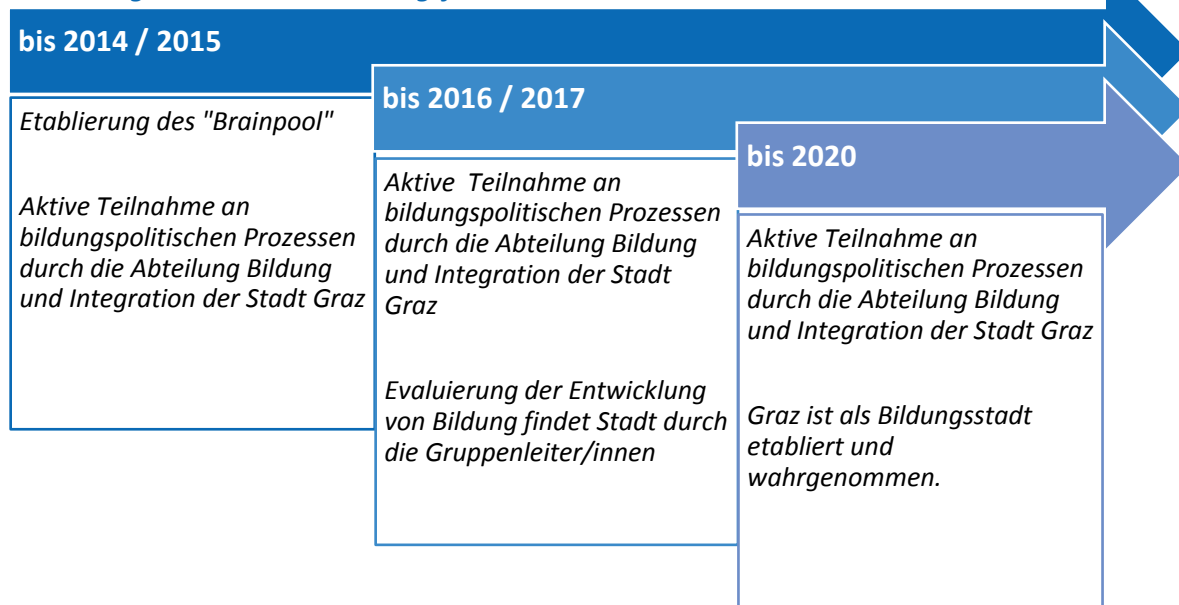 bis 2014 / 2015
Etablierung des "Brainpool"
Aktive Teilnahme an
bildungspolitischen Prozessen
durch die Abteilung Bildung
und Integration der Stadt Graz
bis 2016 / 2017
Aktive Teilnahme an
bildungspolitischen Prozessen
durch die Abteilung Bildung
und Integration der Stadt
Graz
Evaluierung der Entwicklung
von Bildung findet Stadt durch
die Gruppenleiter/innen
bis 2020
Aktive Teilnahme an
bildungspolitischen Prozessen
durch die Abteilung Bildung
und Integration der Stadt Graz
Graz ist als Bildungsstadt
etabliert und
wahrgenommen.